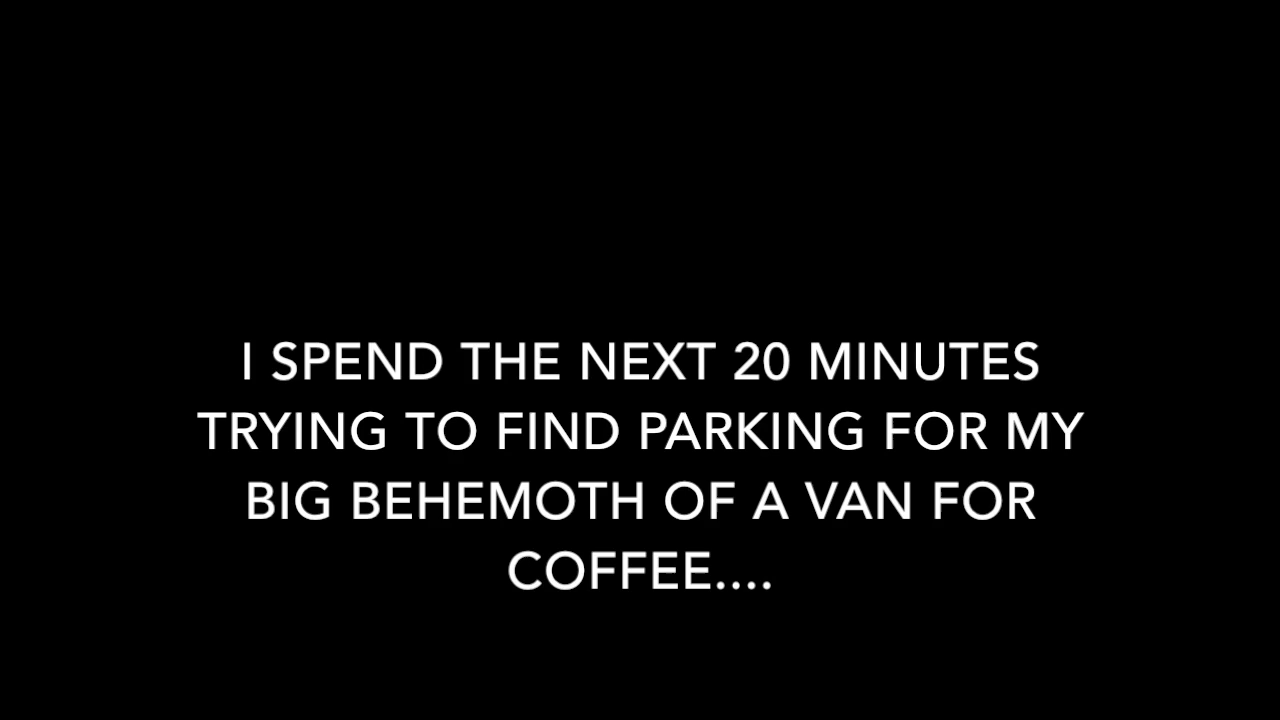 I SPEND THE NEXT 20 MINUTES
TRYING TO FIND PARKING FOR MY
BIG BEHEMOTH OF A VAN FOR
COFFEE....